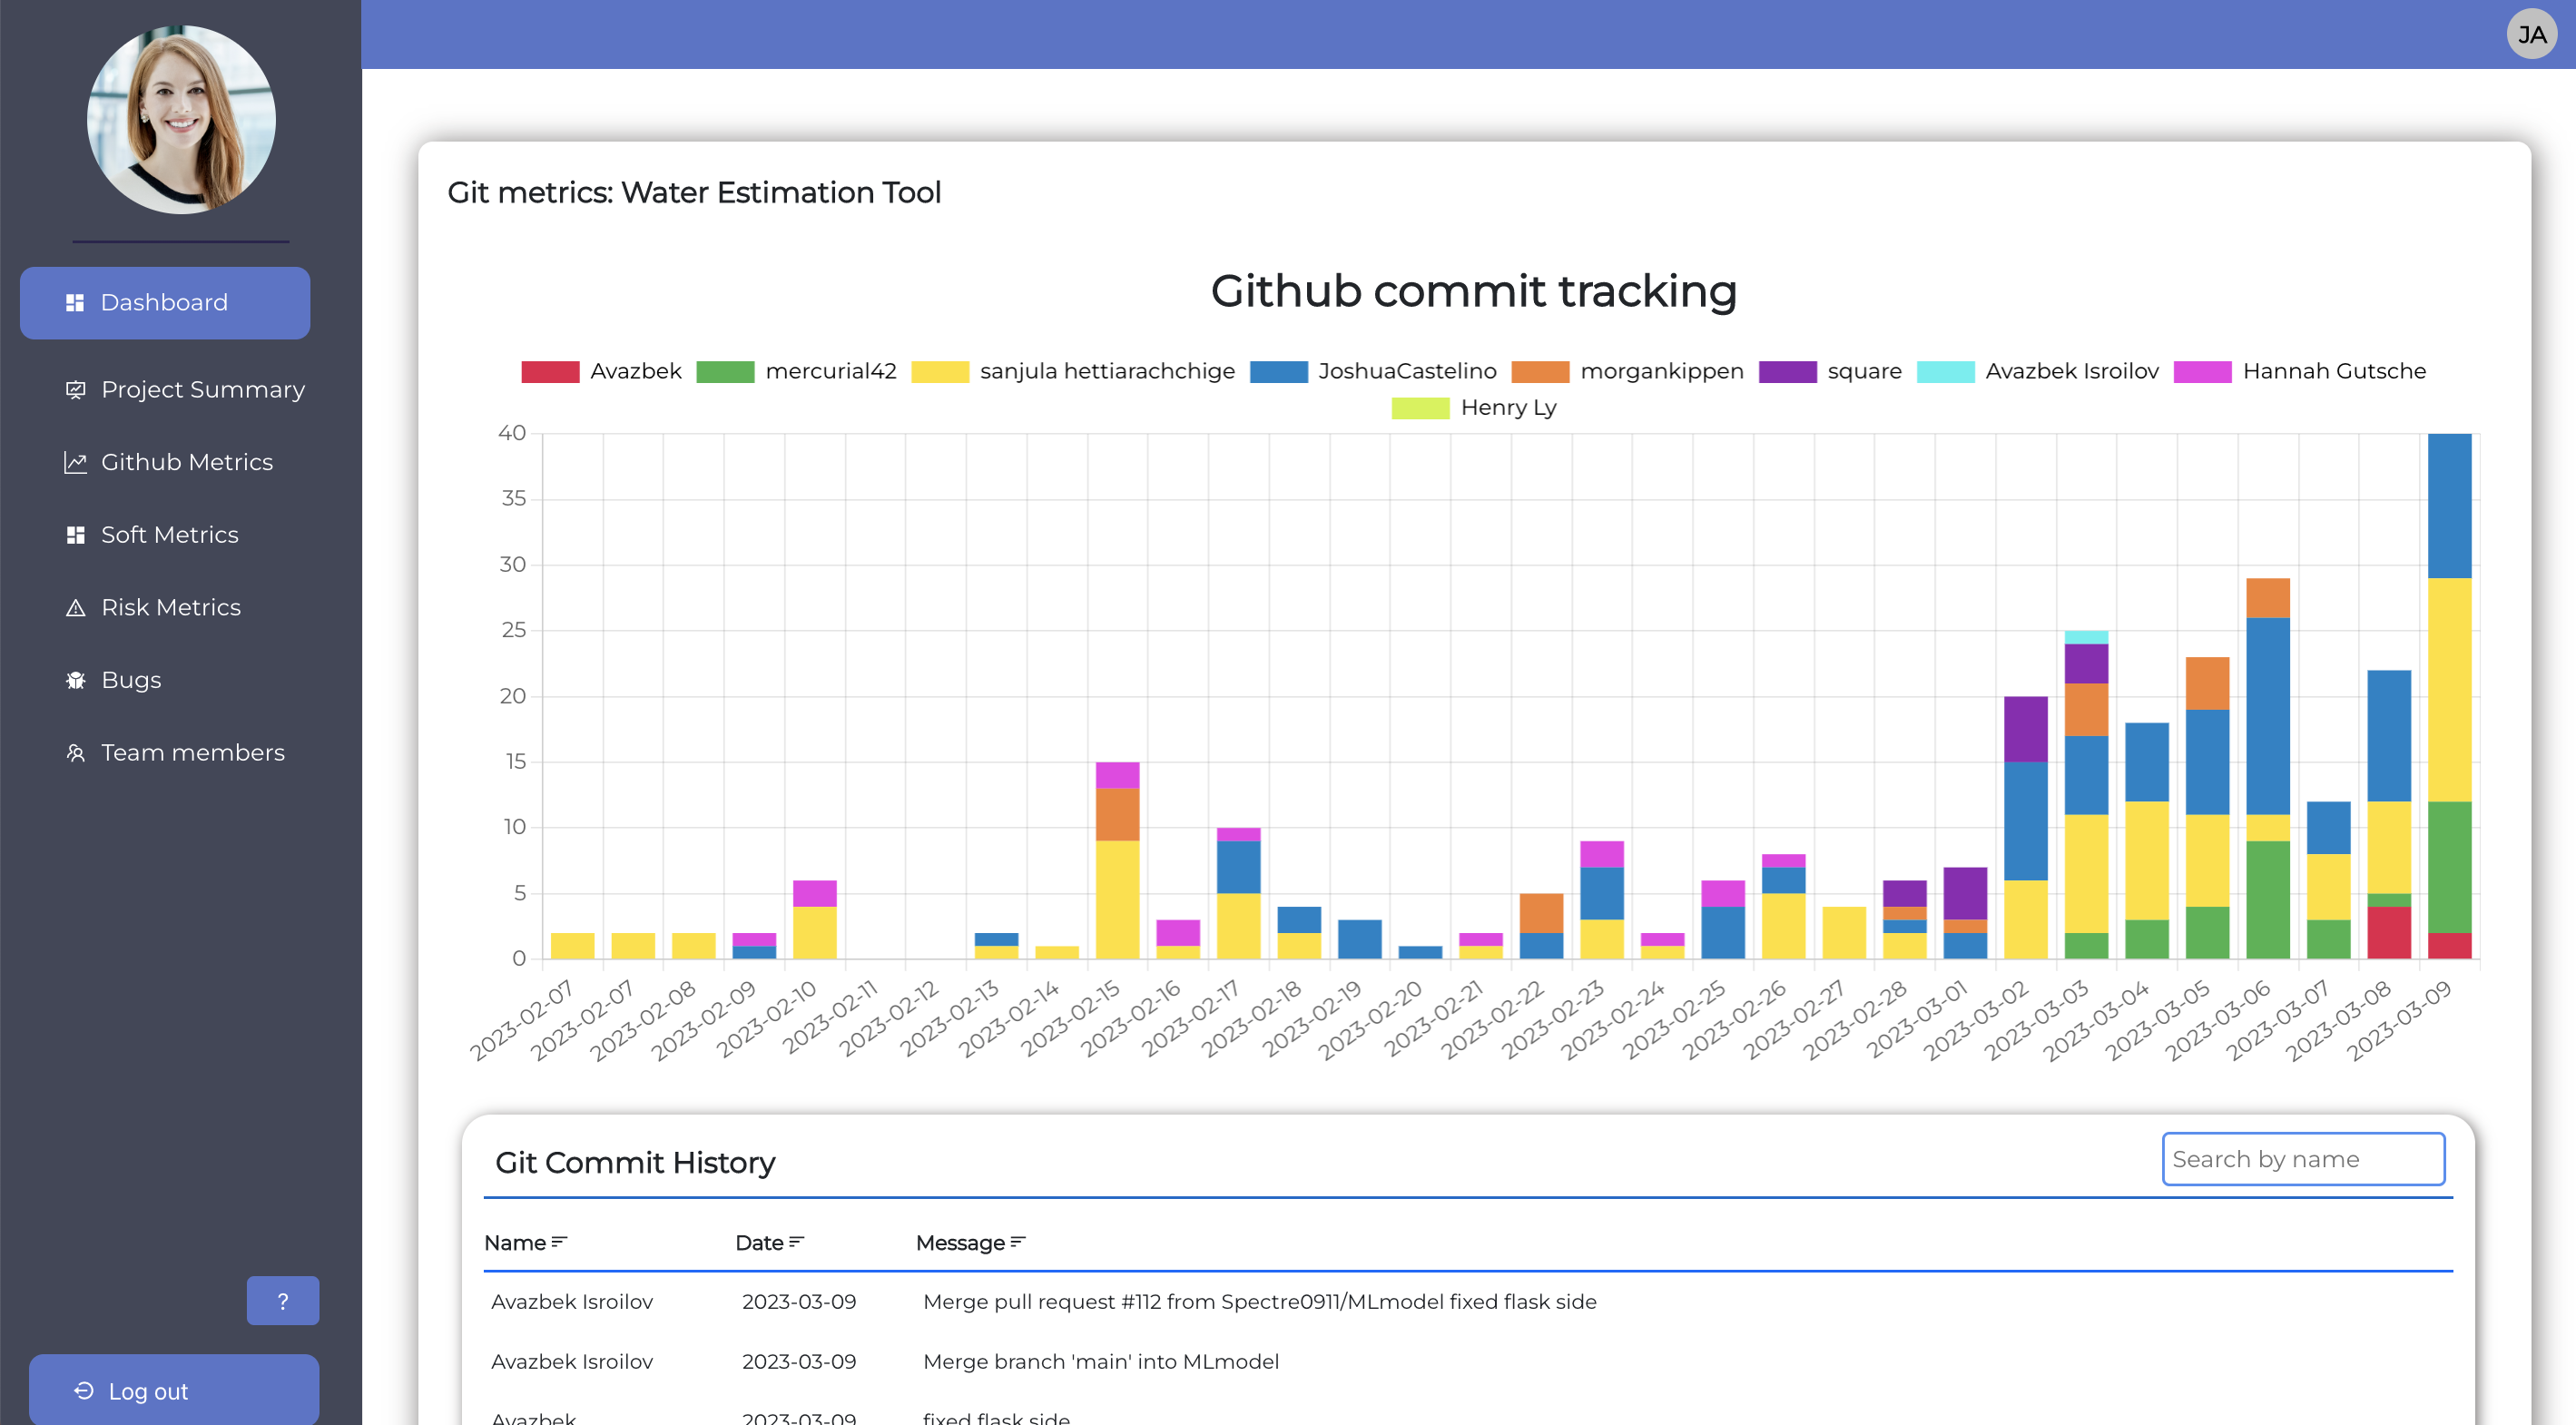 JA
Dashboard
Project Summary
Github Metrics
Soft Metrics
Risk Metrics
Bugs
Team members
?
Log out
Git metrics: Water Estimation Tool
Github commit tracking
Avazbek mercurial42 sanjula hettiarachchige JoshuaCastelino morgankippen square Avazbek Isroilov Hannah Gutsche
Henry Ly
40
35
30
25
20
15
10
5
0
2023-02-07 2023-02-07 2023-02-08 2023-02-09 2023-02-10 2023-02-11 2023-02-12 2023-02-13 2023-02-14 2023-02-15 2023-02-16 2023-02-17 2023-02-18 2023-02-19 2023-02-20 2023-02-21 2023-02-22 2023-02-23 2023-02-24 2023-02-25 2023-02-26 2023-02-27 2023-02-28 2023-03-01 2023-03-02 2023-03-03 2023-03-04 2023-03-05 2023-03-06 2023-03-07 2023-03-08 2023-03-09
Git Commit History Search by name
Name Date Message
Avazbek Isroilov 2023-03-09 Merge pull request #112 from Spectre0911/MLmodel fixed flask side
Avazbek Isroilov 2023-03-09 Merge branch 'main' into MLmodel
Avazbek 2023-03-09 fixed flask side